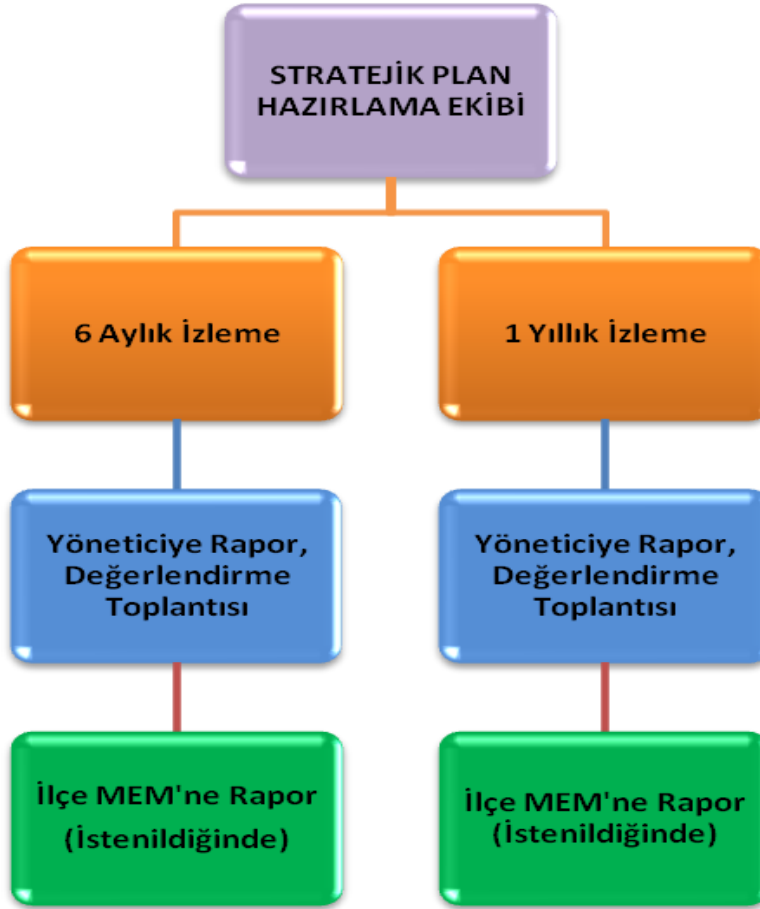 STRATEJİK PLAN
HAZIRLAMA EKİBİ
6 Aylık İzleme
1 Yıllık İzleme
Yöneticiye Rapor,
Değerlendirme
Toplantısı
Yöneticiye Rapor,
Değerlendirme
Toplantısı
İlçe MEM'ne Rapor
(İstenildiğinde)
İlçe MEM'ne Rapor
(İstenildiğinde)